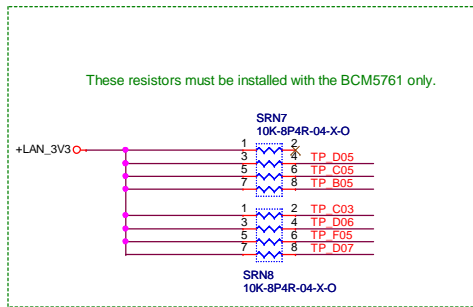 These resistors must be installed with the BCM5761 only.
SRN7
10K-8P4R-04-X-O
+LAN_3V3
1 2
3 4 TP_D05
5 6 TP_C05
7 8 TP_B05
1 2 TP_C03
3 4 TP_D06
5 6 TP_F05
7 8 TP_D07
SRN8
10K-8P4R-04-X-O